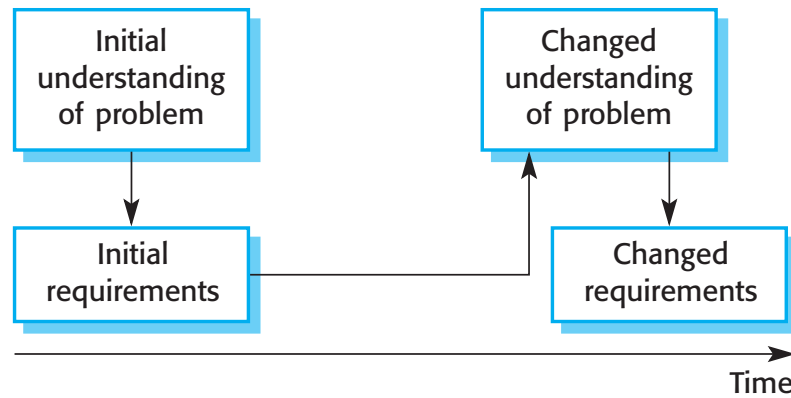 Initial
understanding
of problem
Changed
understanding
of problem
Initial
requirements
Changed
requirements
Time